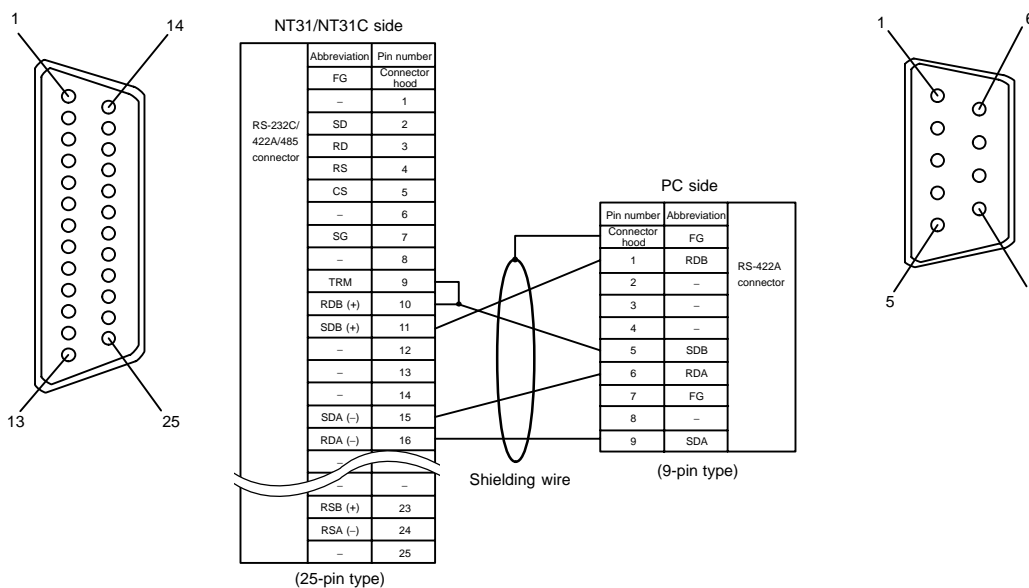 1
14
13
25
NT31/NT31C side
Abbreviation Pin number
FG Connector hood
– 1
RS-232C/
422A/485
connector
SD 2
RD 3
RS 4
CS 5
– 6
SG 7
– 8
TRM 9
RDB (+) 10
SDB (+) 11
– 12
– 13
– 14
SDA (–) 15
RDA (–) 16
–
– –
RSB (+) 23
RSA (–) 24
– 25
(25-pin type)
Shielding wire
PC side
Pin number Abbreviation
Connector hood FG
1 RDB
2 –
3 –
4 –
5 SDB
6 RDA
7 FG
8 –
9 SDA
RS-422A
connector
(9-pin type)
1
6
5